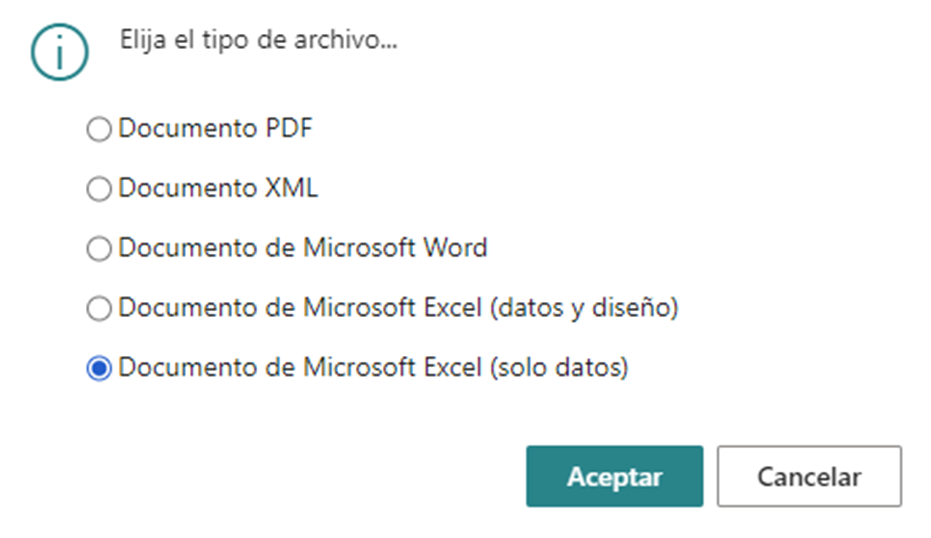 Elija el tipo de archivo...
Documento PDF
Documento XML
Documento de Microsoft Word
Documento de Microsoft Excel (datos y diseño)
Documento de Microsoft Excel (solo datos)
Aceptar
Cancelar